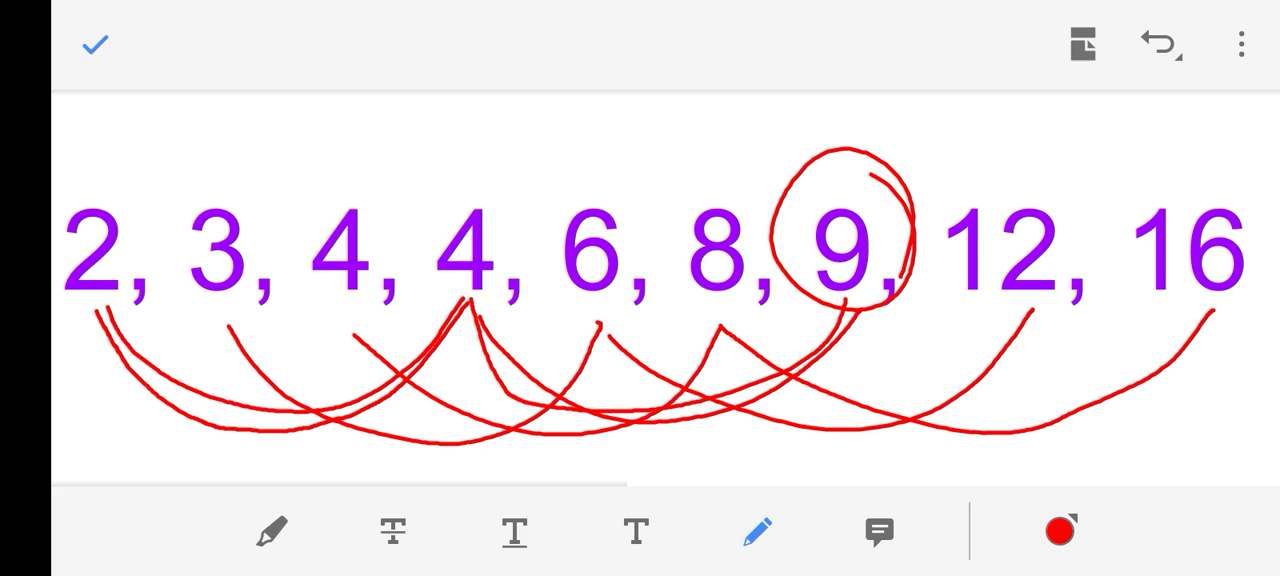 2, 3, 4, 4, 6, 8, 9, 12, 16